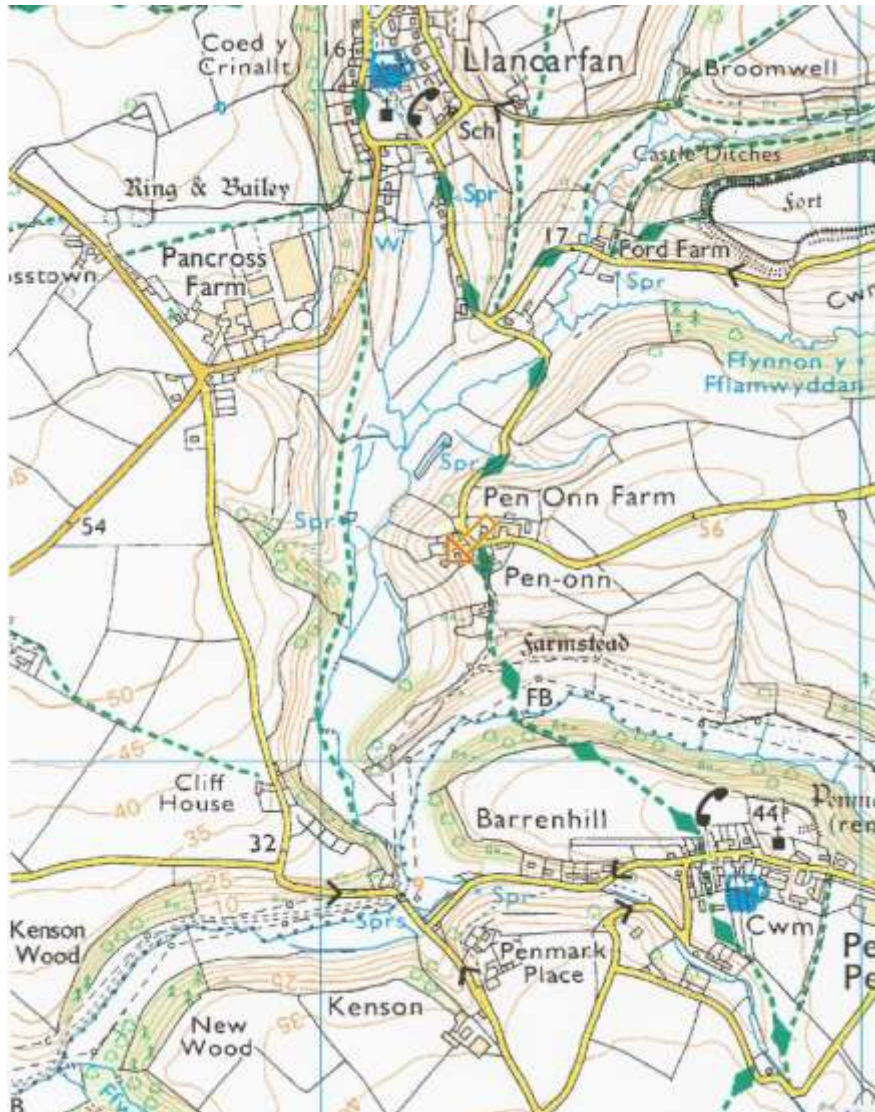 Coed y
Crinallt
16
Llancarfan
Broomwell
Sch
Castle Ditches
Ring & Bailey
Spr
fort
W
17
Ford Farm
Pancross
Farm
Spr
Ffynnon y
Fflamwyddan
Spr
Pen Onn Farm
Spr
54
56
Pen-onn
farmstead
50
FB
45
Cliff
House
40
Barrenhill
44
35
32
25
10
Spr
Sprs
Cwm
Kenson
Wood
Penmark
Place
25
Kenson
New
Wood
35
B